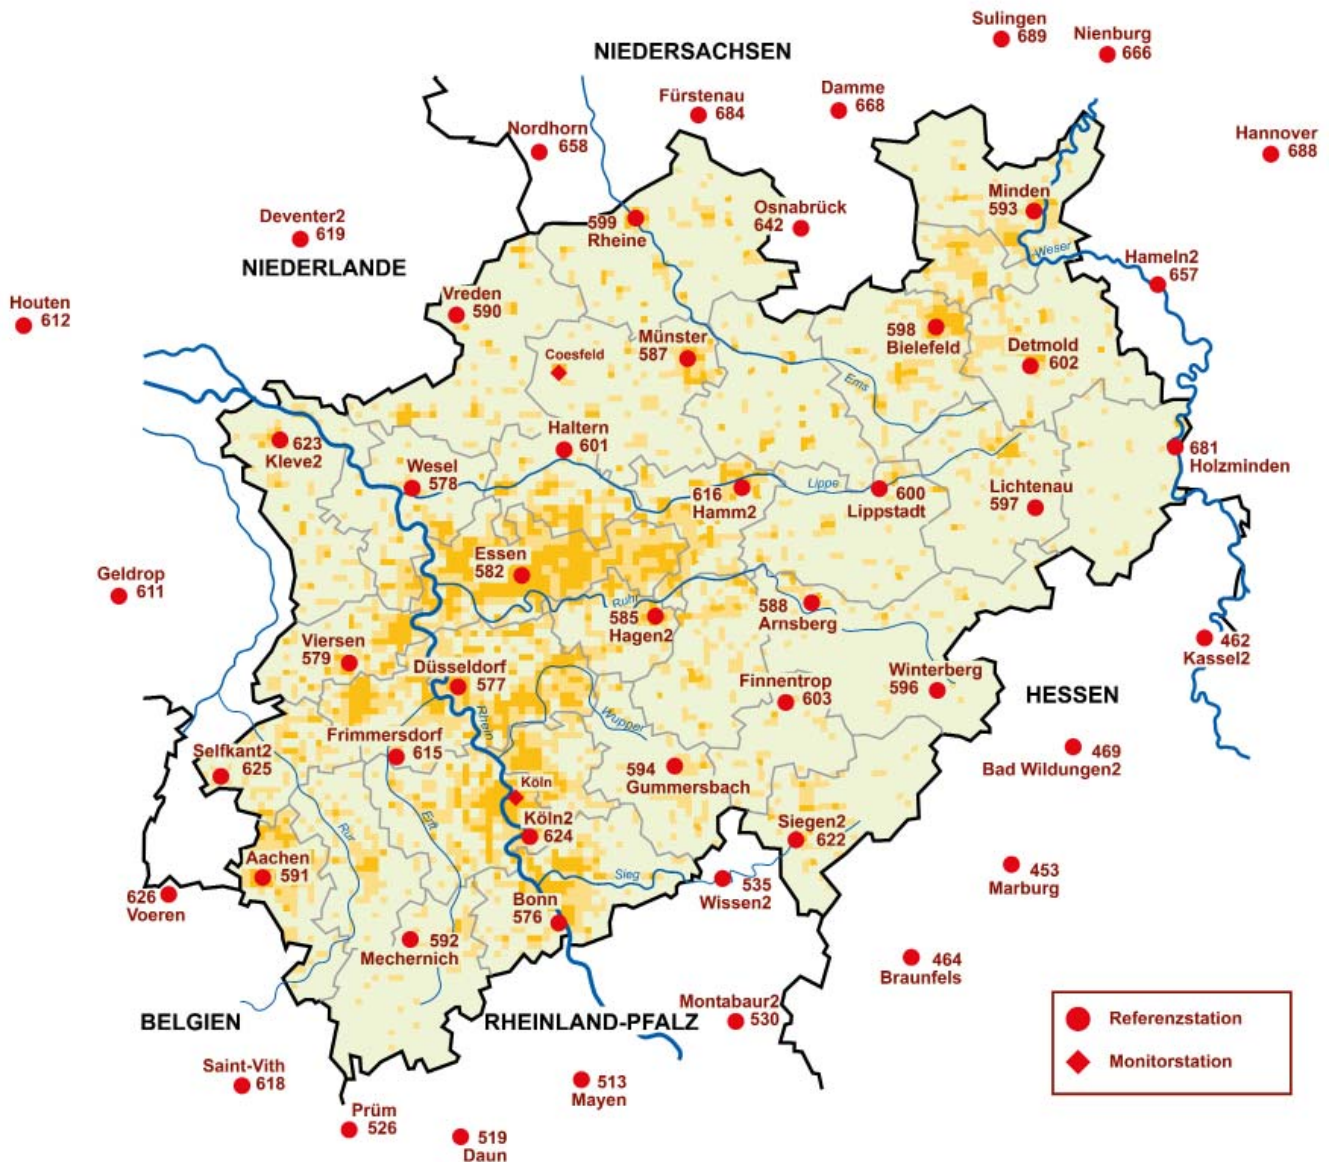 Sulingen
689
Nienburg
666
NIEDERSACHSEN
Damme
668
Fürstenau
684
Nordhorn
658
Hannover
688
Minden
593
Osnabrück
642
Deventer2
619
599
Rheine
NIEDERLANDE
Weser
Hameln2
657
Houten
612
Vreden
590
Münster
587
598
Bielefeld
Detmold
602
Coesfeld
Ems
623
Kleve2
Haltern
601
681
Holzminden
Wesel
578
616
Hamm2
Lippe
600
Lippstadt
Lichtenau
597
Essen
582
Geldrop
611
Ruhr
585
Hagen2
588
Arnsberg
Viersen
579
462
Kassel2
Düsseldorf
577
Finnentrop
603
Winterberg
596
HESSEN
Rhein
Wupper
Frimmersdorf
615
Selfkant2
625
469
Bad Wildungen2
594
Gummersbach
Köln
Köln2
624
Erft
Rur
Siegen2
622
Aachen
591
Sieg
535
Wissen2
453
Marburg
626
Voeren
Bonn
576
592
Mechernich
464
Braunfels
Montabaur2
530
BELGIEN
RHEINLAND-PFALZ
Referenzstation
Monitorstation
Saint-Vith
618
513
Mayen
Prüm
526
519
Daun